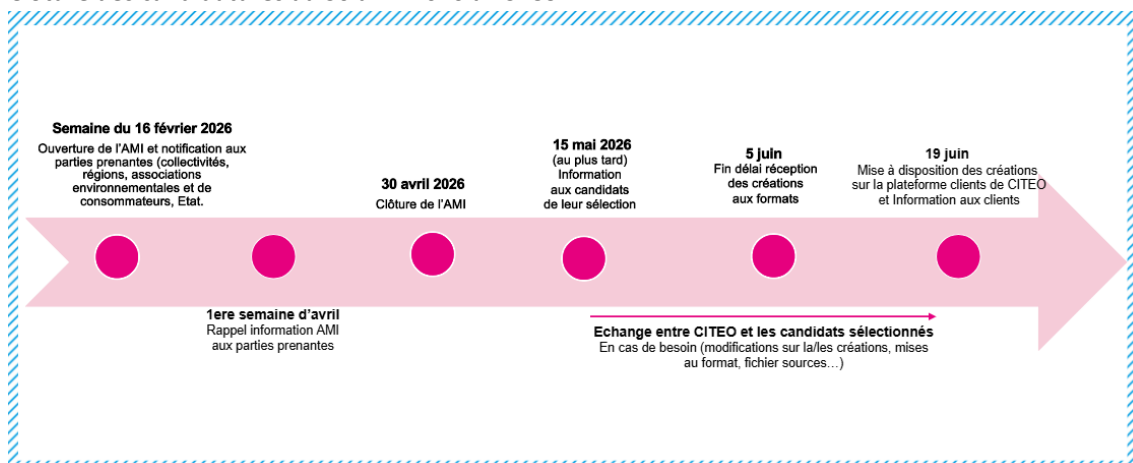 Semaine du 16 février 2026
Ouverture de l'AMI et notification aux
parties prenantes (collectivités,
régions, associations
environnementales et de
consommateurs, Etat.
1ere semaine d'avril
Rappel information AMI
aux parties prenantes
30 avril 2026
Clôture de l'AMI
15 mai 2026
(au plus tard)
Information
aux candidats
de leur sélection
Echange entre CITEO et les candidats sélectionnés
En cas de besoin (modifications sur la/les créations, mises
au format, fichier sources…)
5 juin
Fin délai réception
des créations
aux formats
19 juin
Mise à disposition des créations
sur la plateforme clients de CITEO
et Information aux clients